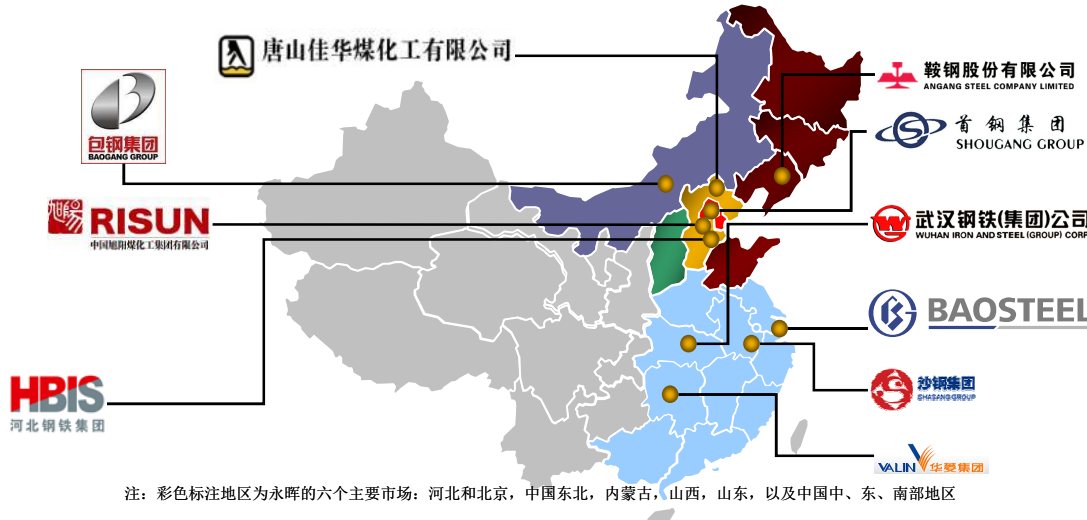 唐山佳华煤化工有限公司
鞍钢股份有限公司
ANGANG STEEL COMPANY LIMITED
首钢集团
SHOUGANG GROUP
包钢集团
BAOGANG GROUP
旭阳
RISUN
中国旭阳煤化工集团有限公司
武汉钢铁(集团)公司
WUHAN IRON AND STEEL (GROUP) CORP
BAOSTEEL
HBIS
河北钢铁集团
沙钢集团
SHAGANG GROUP
VALIN 华菱集团
注：彩色标注地区为永晖的六个主要市场：河北和北京，中国东北，内蒙古，山西，山东，以及中国中、东、南部地区